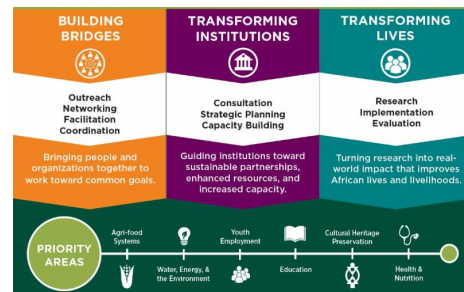 BUILDING
BRIDGES
Outreach
Networking
Facilitation
Coordination
Bringing people and
organizations together to
work toward common goals.
TRANSFORMING
INSTITUTIONS
Consultation
Strategic Planning
Capacity Building
Guiding institutions toward
sustainable partnerships,
enhanced resources, and
increased capacity.
TRANSFORMING
LIVES
Research
Implementation
Evaluation
Turning research into real-
world impact that improves
African lives and livelihoods.
PRIORITY
AREAS
Agri-food
Systems
Water, Energy, &
the Environment
Youth
Employment
Education
Cultural Heritage
Preservation
Health &
Nutrition